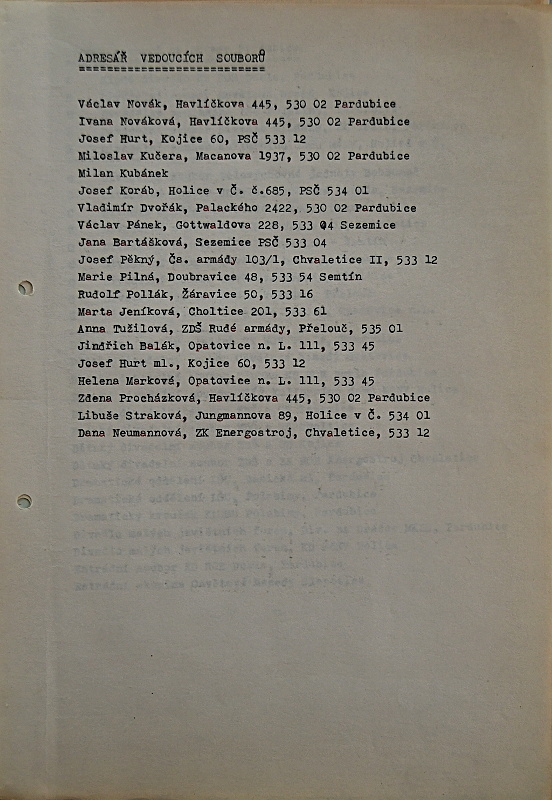 ADRESÁŘ VEDOUCÍCH SOUBORŮ
Václav Novák, Havlíčkova 445, 530 02 Pardubice
Ivana Nováková, Havlíčkova 445, 530 02 Pardubice
Josef Hurt, Kojice 60, PSČ 533 12
Miloslav Kučera, Macanova 1937, 530 02 Pardubice
Milan Kubánek
Josef Koráb, Holice v Č. č.685, PSČ 534 01
Vladimír Dvořák, Palackého 2422, 530 02 Pardubice
Václav Pánek, Gottwaldova 228, 533 04 Sezemice
Jana Bartášková, Sezemice PSČ 533 04
Josef Pěkný, Čs. armády 103/1, Chvaletice II, 533 12
Marie Pilná, Doubravice 48, 533 54 Semtín
Rudolf Pollák, Žáravice 50, 533 16
Marta Jeníková, Choltice 201, 533 61
Anna Tužilová, ZDŠ Rudé armády, Přelouč, 535 01
Jindřich Balák, Opatovice n. L. 111, 533 45
Josef Hurt ml., Kojice 60, 533 12
Helena Marková, Opatovice n. L. 111, 533 45
Zdena Procházková, Havlíčkova 445, 530 02 Pardubice
Libuše Straková, Jungmannova 89, Holice v Č. 534 01
Dana Neumannová, ZK Energostroj, Chvaletice, 533 12